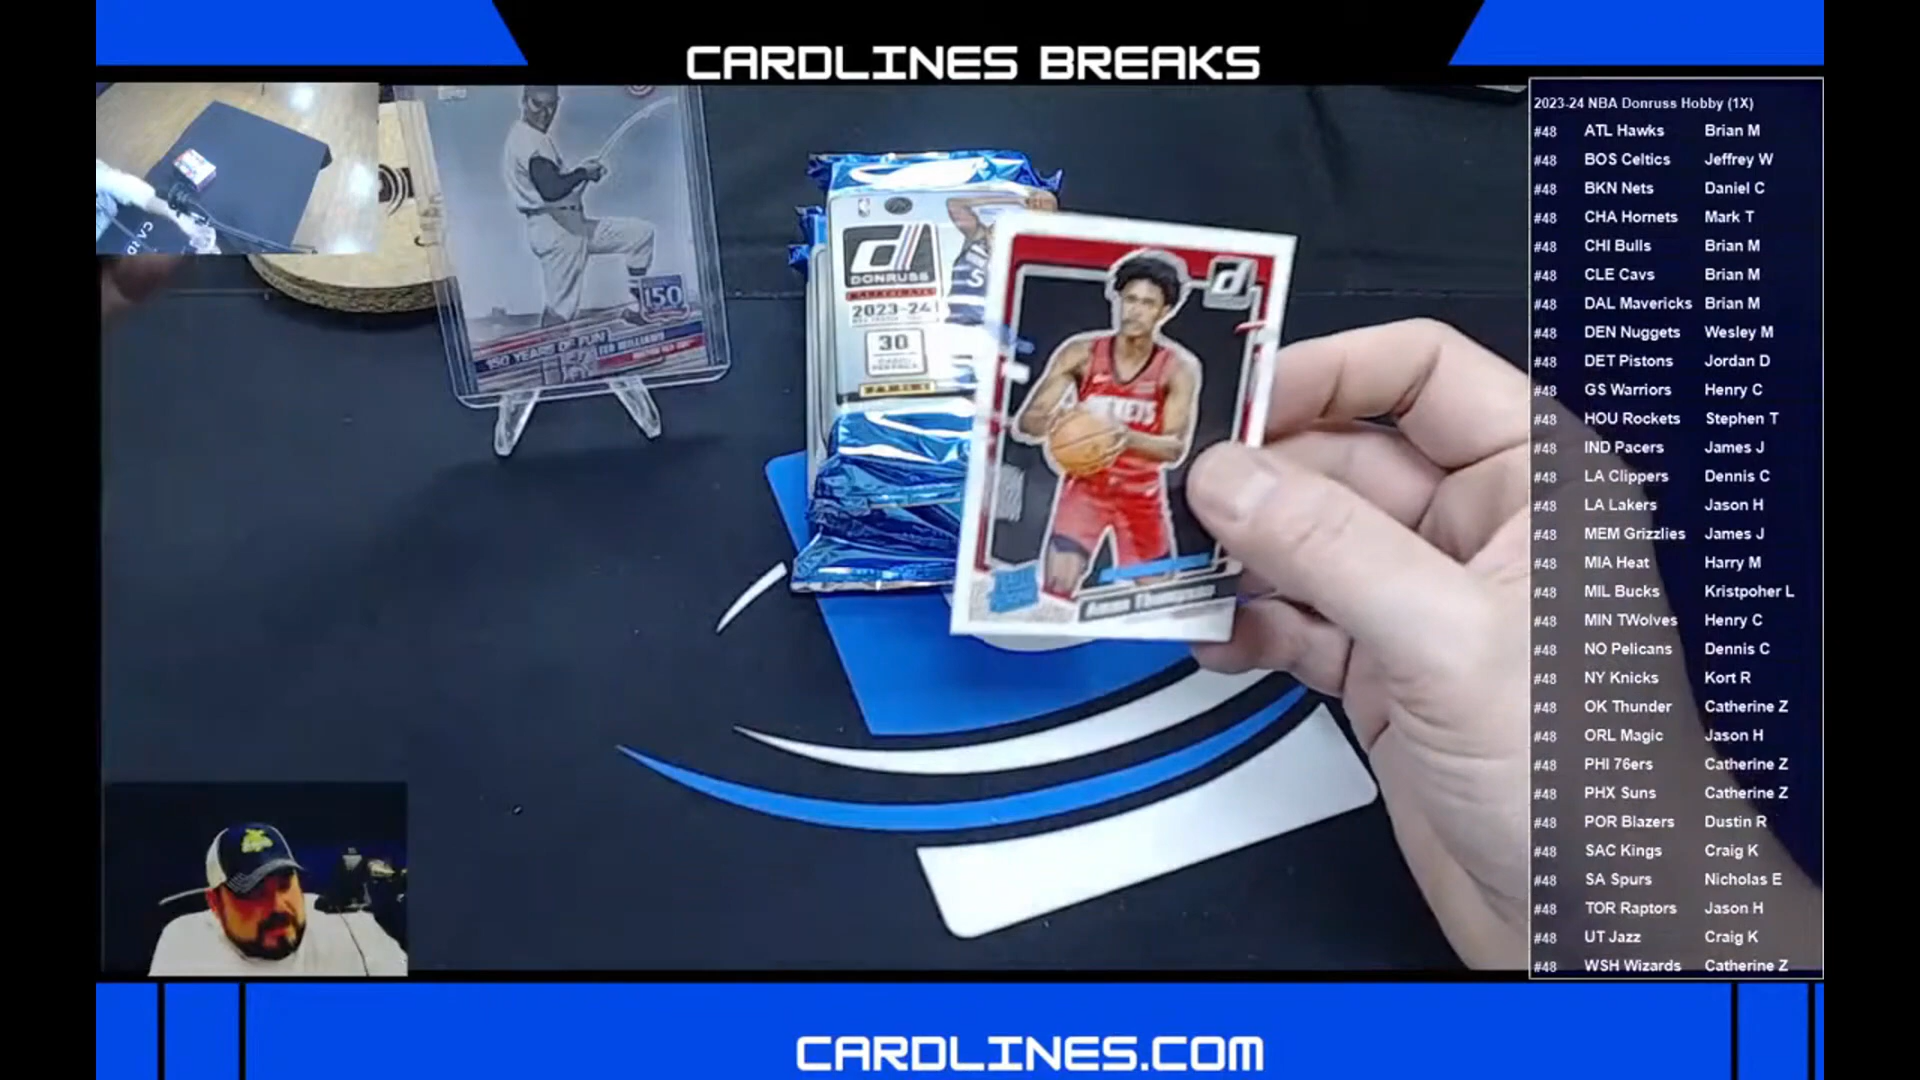 CARDLINES BREAKS
2023-24 NBA Donruss Hobby (1X)
#48 ATL Hawks Brian M
#48 BOS Celtics Jeffrey W
#48 BKN Nets Daniel C
#48 CHA Hornets Mark T
#48 CHI Bulls Brian M
#48 CLE Cavs Brian M
#48 DAL Mavericks Brian M
#48 DEN Nuggets Wesley M
#48 DET Pistons Jordan D
#48 GS Warriors Henry C
#48 HOU Rockets Stephen T
#48 IND Pacers James J
#48 LA Clippers Dennis C
#48 LA Lakers Jason H
#48 MEM Grizzlies James J
#48 MIA Heat Harry M
#48 MIL Bucks Kristpoher L
#48 MIN TWolves Henry C
#48 NO Pelicans Dennis C
#48 NY Knicks Kort R
#48 OK Thunder Catherine Z
#48 ORL Magic Jason H
#48 PHI 76ers Catherine Z
#48 PHX Suns Catherine Z
#48 POR Blazers Dustin R
#48 SAC Kings Craig K
#48 SA Spurs Nicholas E
#48 TOR Raptors Jason H
#48 UT Jazz Craig K
#48 WSH Wizards Catherine Z
150
150 YEARS OF FUN
TED WILLIAMS
DONRUSS
BASKETBALL
2023-24
30
PANINI
Amen Thompson
CARDLINES.COM